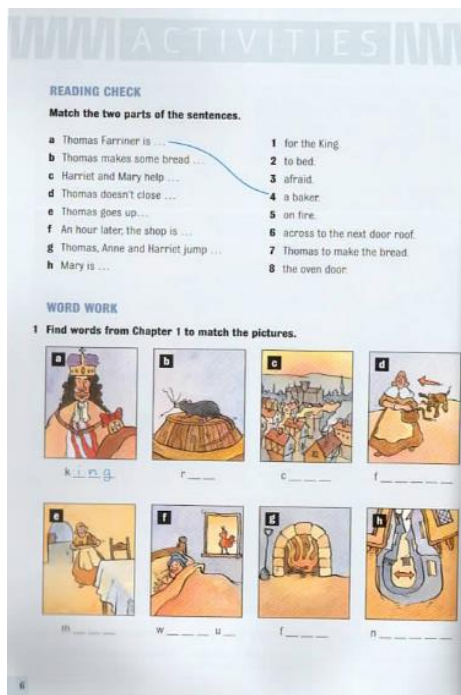 ACTIVITIES
READING CHECK
Match the two parts of the sentences.
a Thomas Farriner is ...
b Thomas makes some bread ...
c Harriet and Mary help ...
d Thomas doesn't close ...
e Thomas goes up...
f An hour later, the shop is ...
g Thomas, Anne and Harriet jump ...
h Mary is ...
1 for the King.
2 to bed.
3 afraid.
4 a baker.
5 on fire.
6 across to the next door roof.
7 Thomas to make the bread.
8 the oven door.
WORD WORK
1 Find words from Chapter 1 to match the pictures.
a
b
c
d
k i n g
r _ _
c _ _ _
f _ _ _ _ _
e
f
g
h
m _ _ _
w _ _ _ u _
f _ _ _
n _ _ _ _ _
6